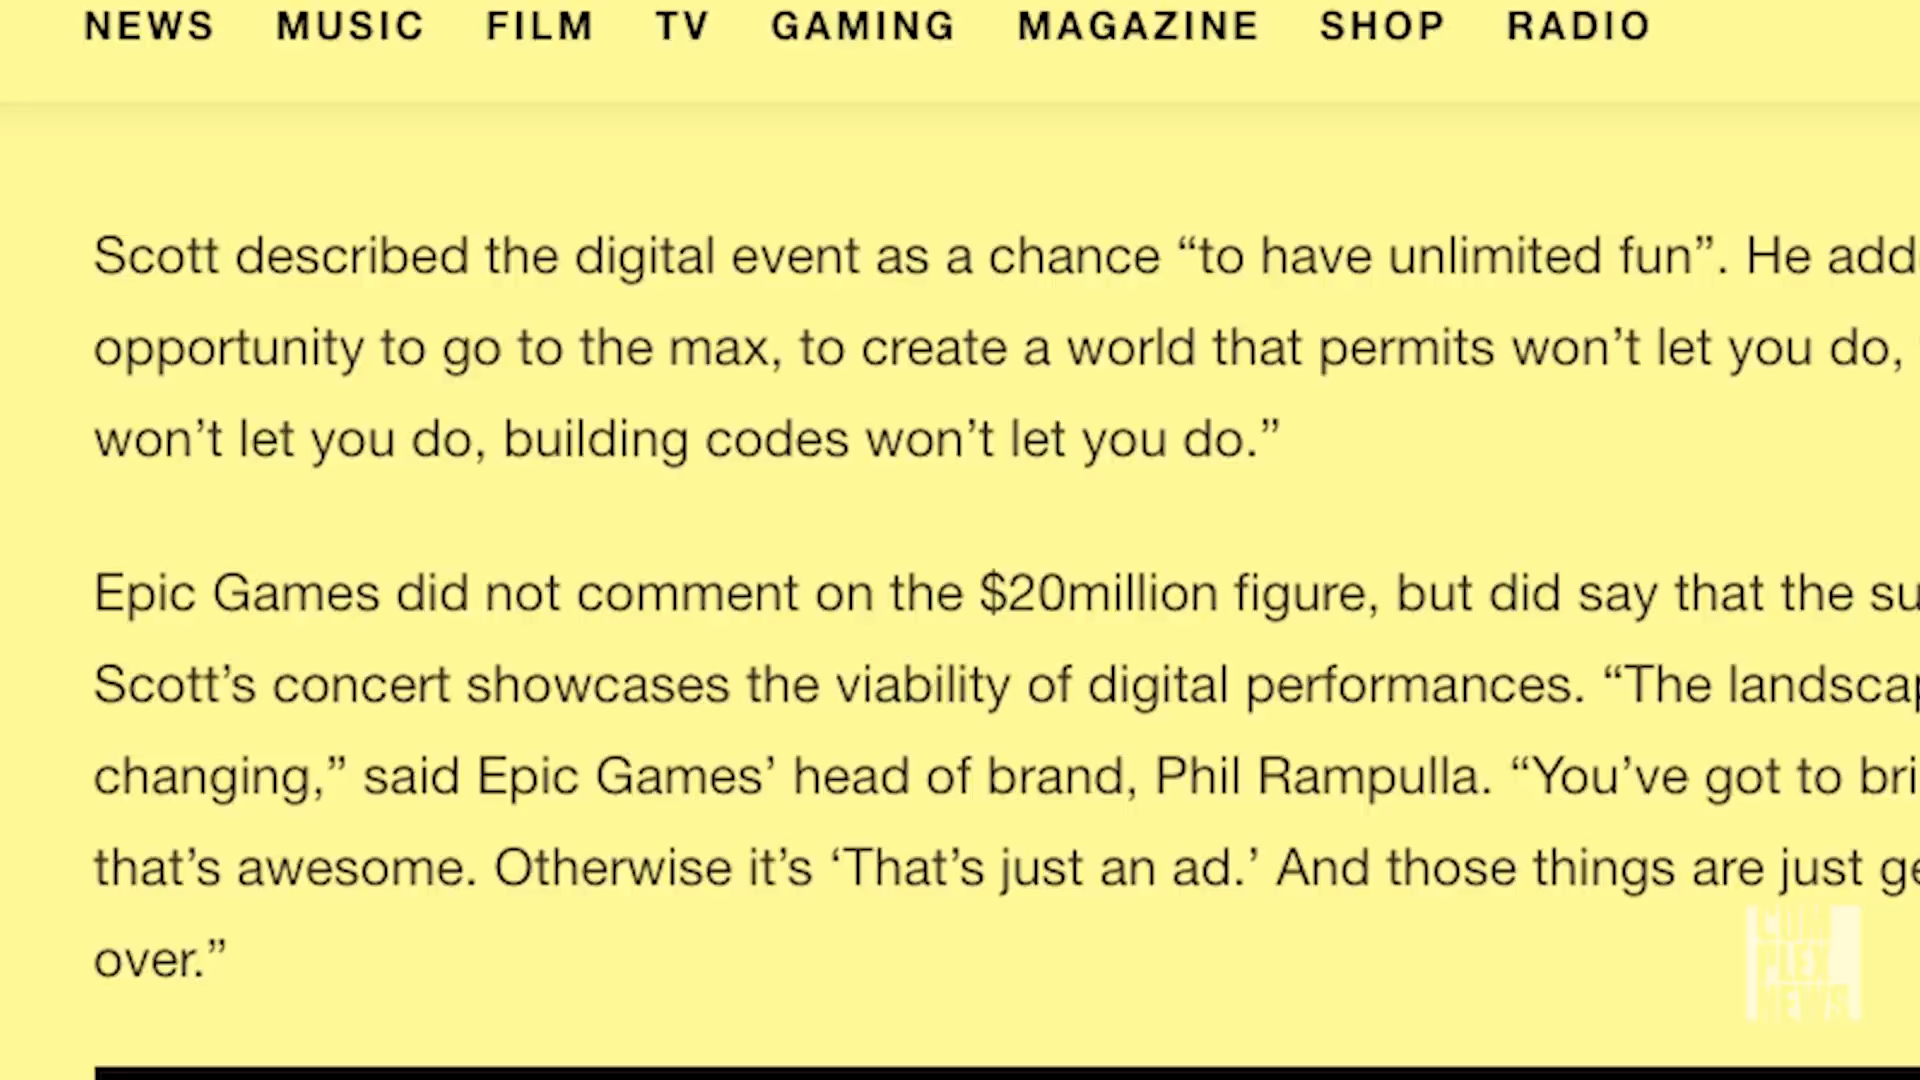 NEWS MUSIC FILM TV GAMING MAGAZINE SHOP RADIO
Scott described the digital event as a chance “to have unlimited fun”. He add
opportunity to go to the max, to create a world that permits won’t let you do,
won’t let you do, building codes won’t let you do.”
Epic Games did not comment on the $20million figure, but did say that the su
Scott’s concert showcases the viability of digital performances. “The landscap
changing,” said Epic Games’ head of brand, Phil Rampulla. “You’ve got to bri
that’s awesome. Otherwise it’s ‘That’s just an ad.’ And those things are just ge
over.”
COM
PLEX
NEWS